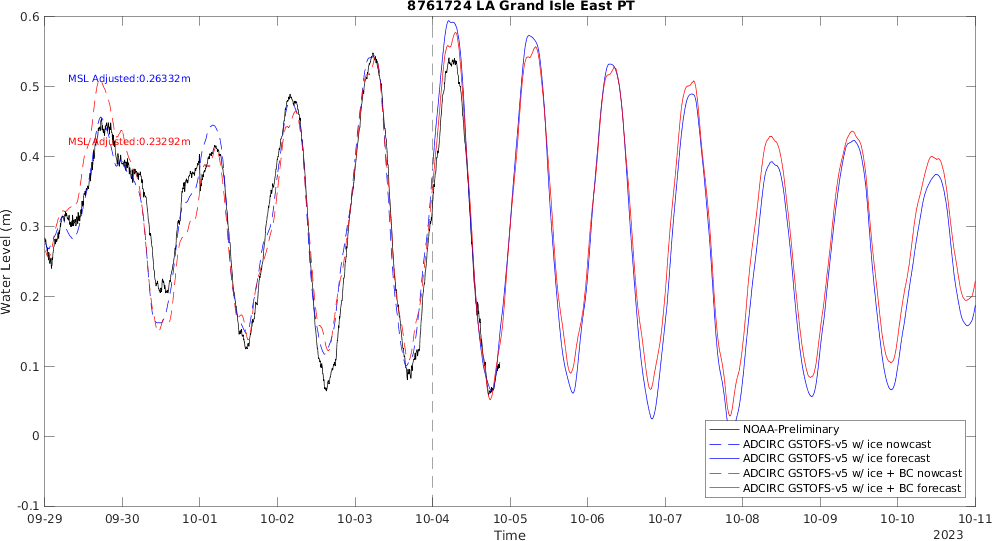 8761724 LA Grand Isle East PT
0.6
0.5
0.4
0.3
0.2
0.1
0
-0.1
Water Level (m)
MSL Adjusted:0.26332m
MSL Adjusted:0.23292m
NOAA-Preliminary
ADCIRC GSTOFS-v5 w/ ice nowcast
ADCIRC GSTOFS-v5 w/ ice forecast
ADCIRC GSTOFS-v5 w/ ice + BC nowcast
ADCIRC GSTOFS-v5 w/ ice + BC forecast
09-29 09-30 10-01 10-02 10-03 10-04 10-05 10-06 10-07 10-08 10-09 10-10 10-11
Time
2023